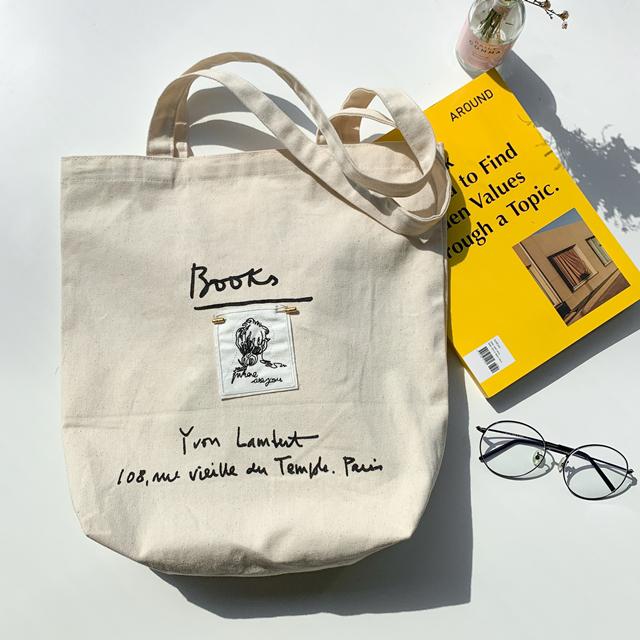 Books
Yvon Lambert
108, rue vieille du Temple. Paris
AROUND
to Find
Values
a Topic.